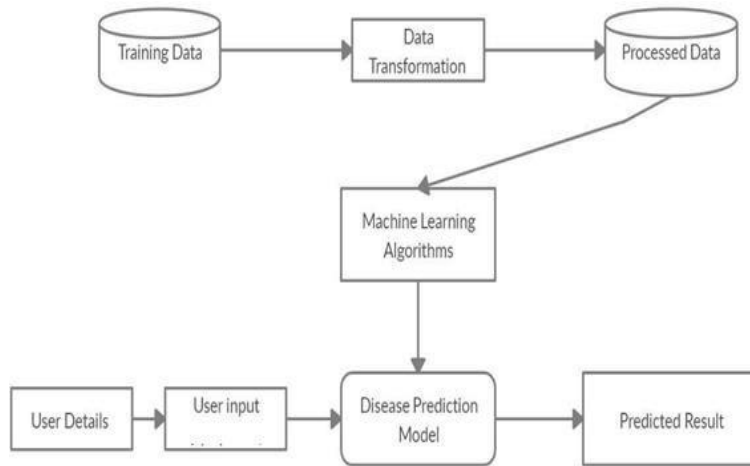 Training Data
Data
Transformation
Processed Data
Machine Learning
Algorithms
User Details
User input
Disease Prediction
Model
Predicted Result